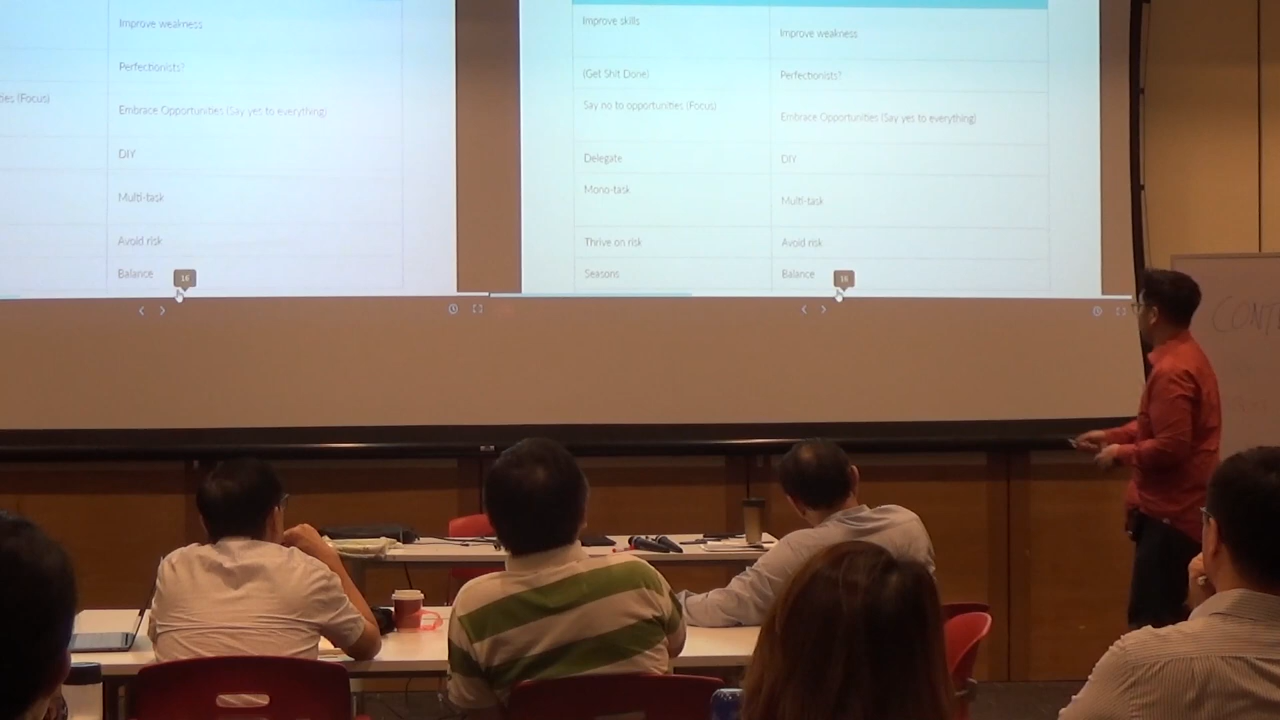 Improve weakness
Perfectionists?
ies (Focus)
Embrace Opportunities (Say yes to everything)
DIY
Multi-task
Avoid risk
Balance
16
Improve skills
Improve weakness
(Get Shit Done)
Perfectionists?
Say no to opportunities (Focus)
Embrace Opportunities (Say yes to everything)
Delegate
DIY
Mono-task
Multi-task
Thrive on risk
Avoid risk
Seasons
Balance
16
CONT